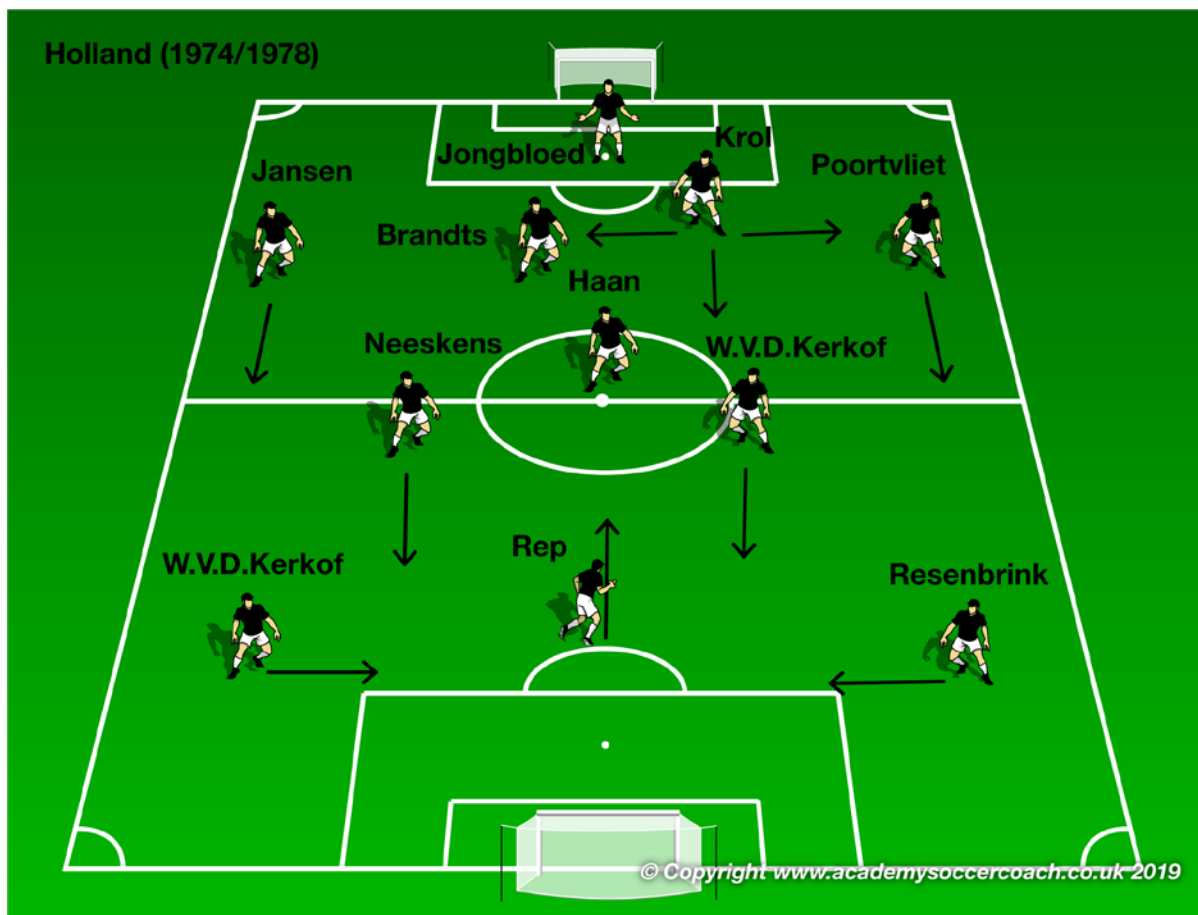 Holland (1974/1978)
Krol
Jongbloed
Poortvliet
Jansen
Brandts
Haan
Neeskens
W.V.D.Kerkof
Rep
W.V.D.Kerkof
Resenbrink
© Copyright www.academysoccercoach.co.uk 2019